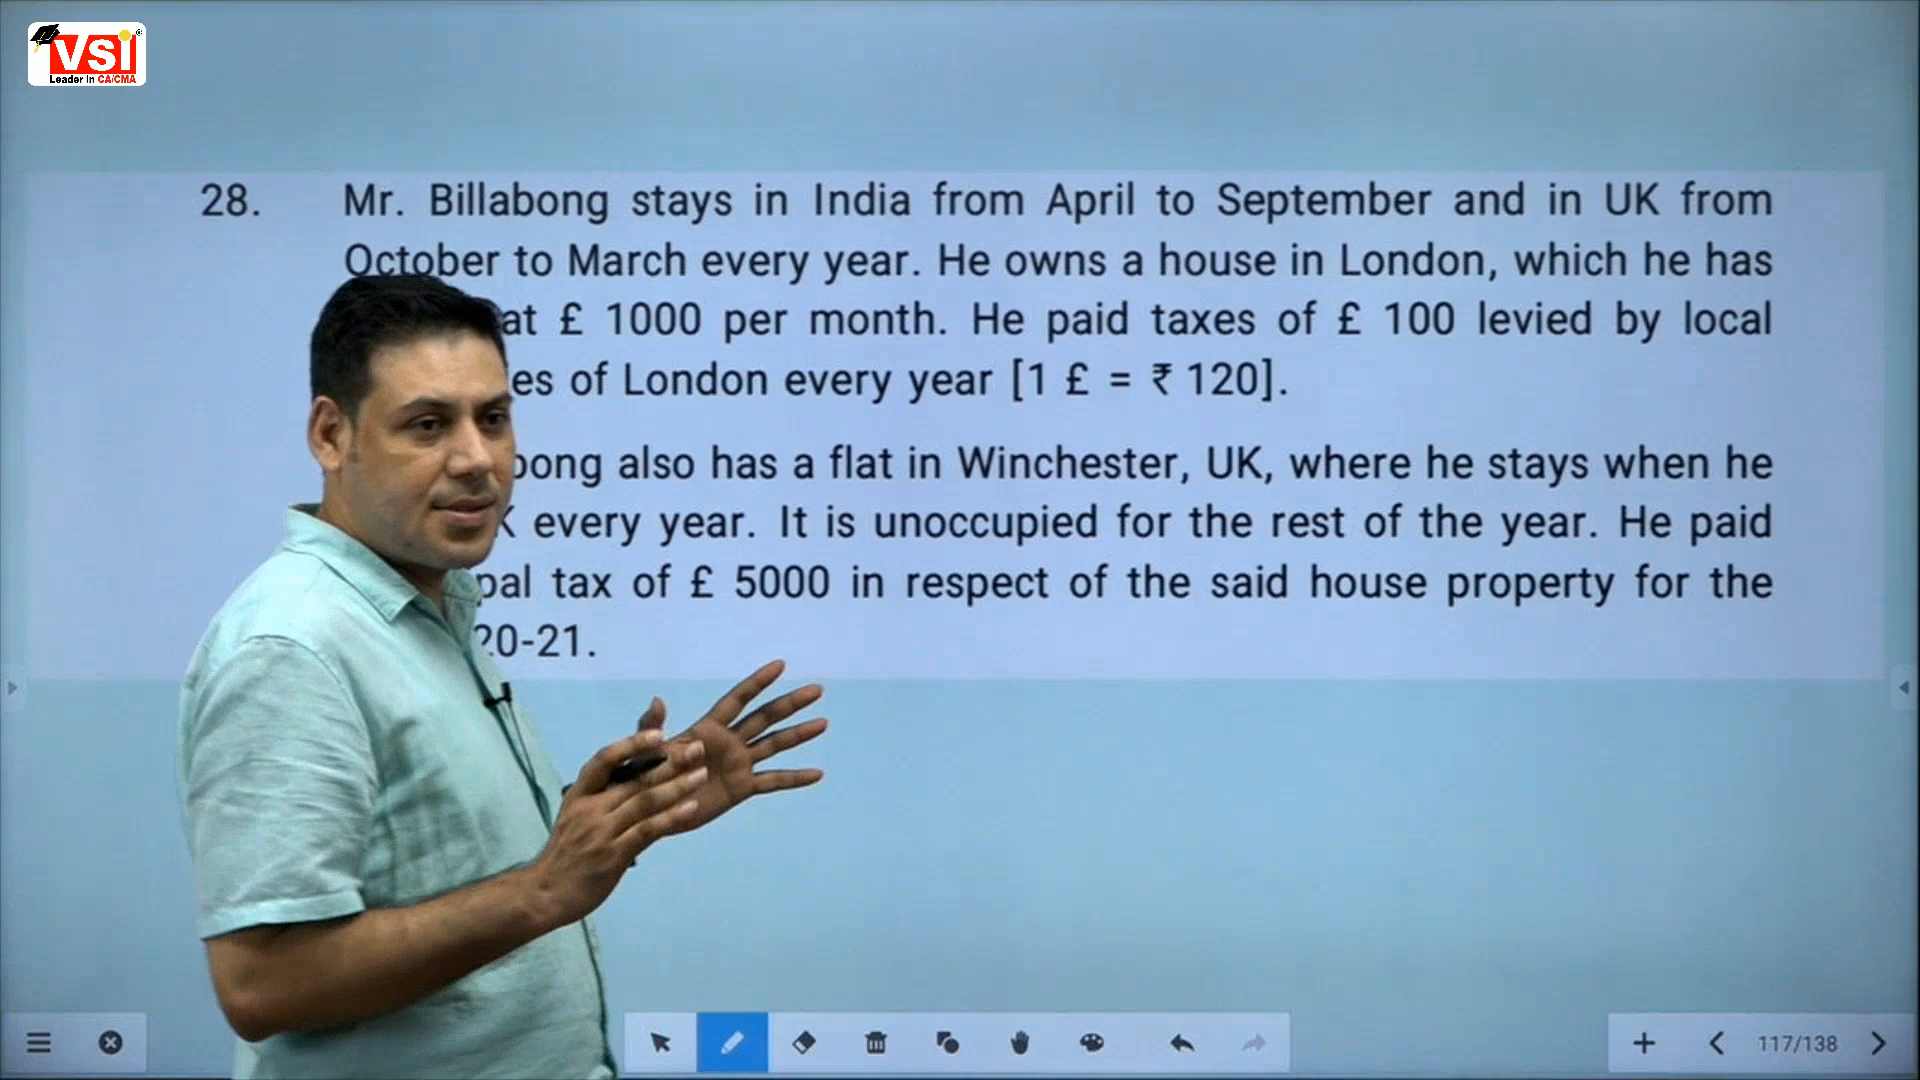 VSI
Leader in CA/CMA
28. Mr. Billabong stays in India from April to September and in UK from
October to March every year. He owns a house in London, which he has
at £ 1000 per month. He paid taxes of £ 100 levied by local
es of London every year [1 £ = ₹ 120].
bong also has a flat in Winchester, UK, where he stays when he
K every year. It is unoccupied for the rest of the year. He paid
pal tax of £ 5000 in respect of the said house property for the
20-21.
117/138